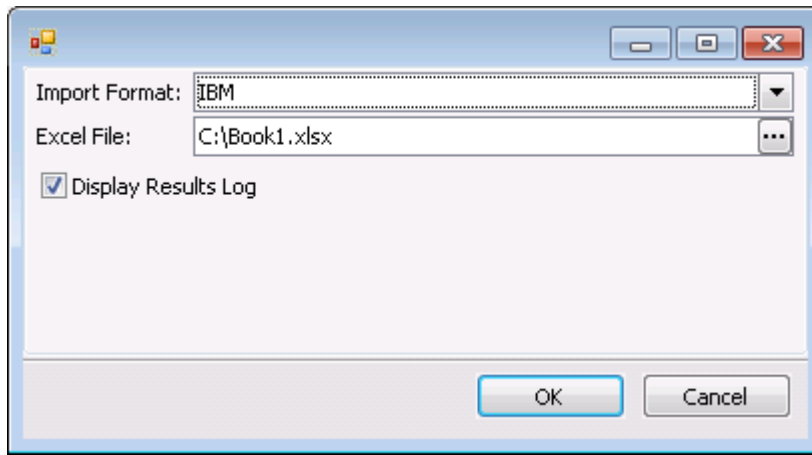 Import Format: IBM
Excel File: C:\Book1.xlsx
Display Results Log
OK Cancel